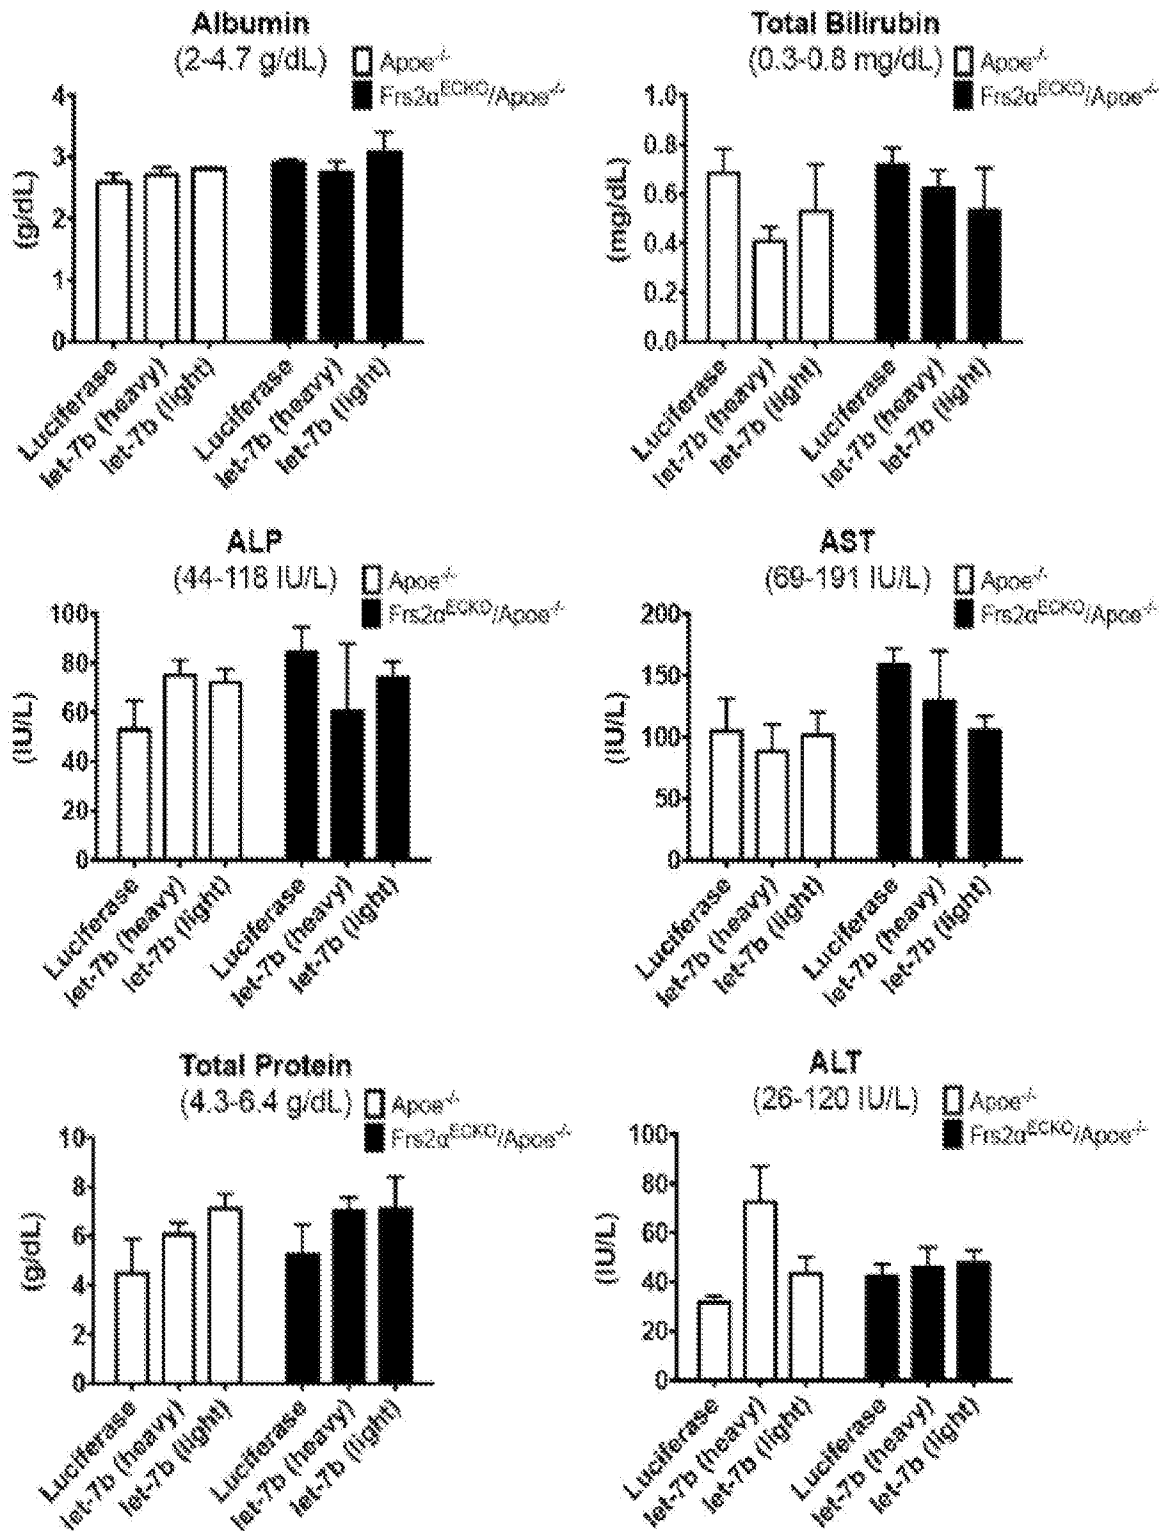 Albumin
(2-4.7 g/dL)
Apoe-/-
Frs2αECKO/Apoe-/-
4
3
2
1
0
(g/dL)
Luciferase
let-7b (heavy)
let-7b (light)
Luciferase
let-7b (heavy)
let-7b (light)
Total Bilirubin
(0.3-0.8 mg/dL)
Apoe-/-
Frs2αECKO/Apoe-/-
1.0
0.8
0.6
0.4
0.2
0.0
(mg/dL)
Luciferase
let-7b (heavy)
let-7b (light)
Luciferase
let-7b (heavy)
let-7b (light)
ALP
(44-118 IU/L)
Apoe-/-
Frs2αECKO/Apoe-/-
100
80
60
40
20
0
(IU/L)
Luciferase
let-7b (heavy)
let-7b (light)
Luciferase
let-7b (heavy)
let-7b (light)
AST
(69-191 IU/L)
Apoe-/-
Frs2αECKO/Apoe-/-
200
150
100
50
0
(IU/L)
Luciferase
let-7b (heavy)
let-7b (light)
Luciferase
let-7b (heavy)
let-7b (light)
Total Protein
(4.3-6.4 g/dL)
Apoe-/-
Frs2αECKO/Apoe-/-
10
8
6
4
2
0
(g/dL)
Luciferase
let-7b (heavy)
let-7b (light)
Luciferase
let-7b (heavy)
let-7b (light)
ALT
(26-120 IU/L)
Apoe-/-
Frs2αECKO/Apoe-/-
100
80
60
40
20
0
(IU/L)
Luciferase
let-7b (heavy)
let-7b (light)
Luciferase
let-7b (heavy)
let-7b (light)